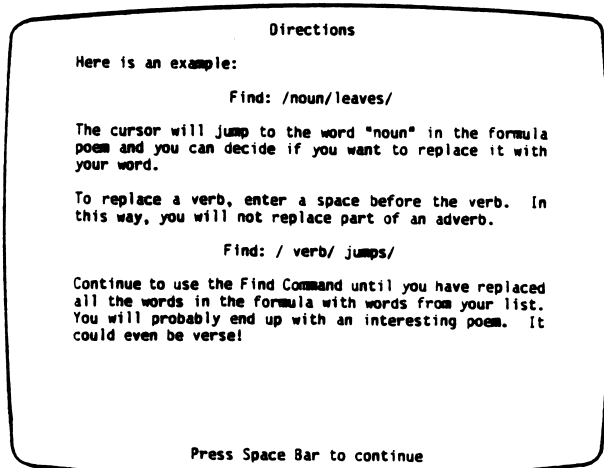 Directions
Here is an example:
Find: /noun/leaves/
The cursor will jump to the word "noun" in the formula
poem and you can decide if you want to replace it with
your word.
To replace a verb, enter a space before the verb. In
this way, you will not replace part of an adverb.
Find: / verb/ jumps/
Continue to use the Find Command until you have replaced
all the words in the formula with words from your list.
You will probably end up with an interesting poem. It
could even be verse!
Press Space Bar to continue